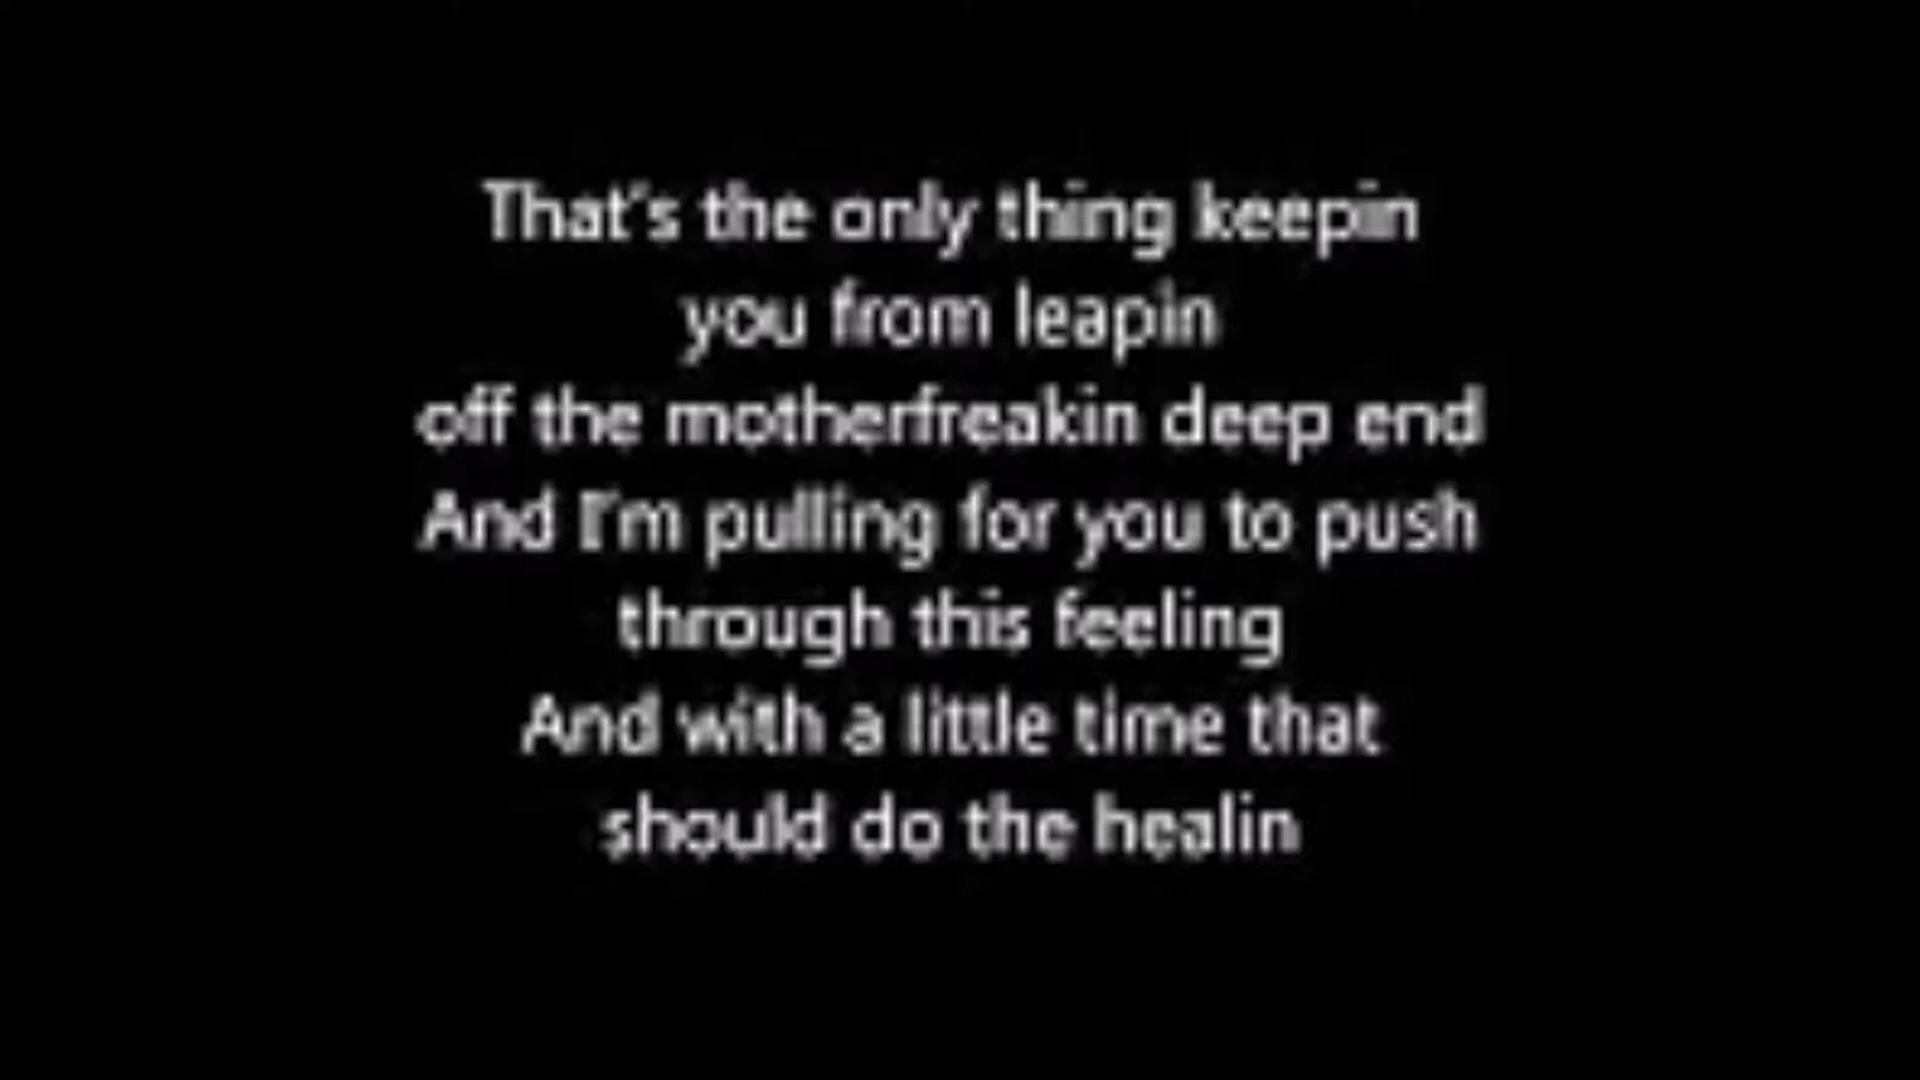 That's the only thing keepin
you from leapin
off the motherfreakin deep end
And I'm pulling for you to push
through this feeling
And with a little time that
should do the healin